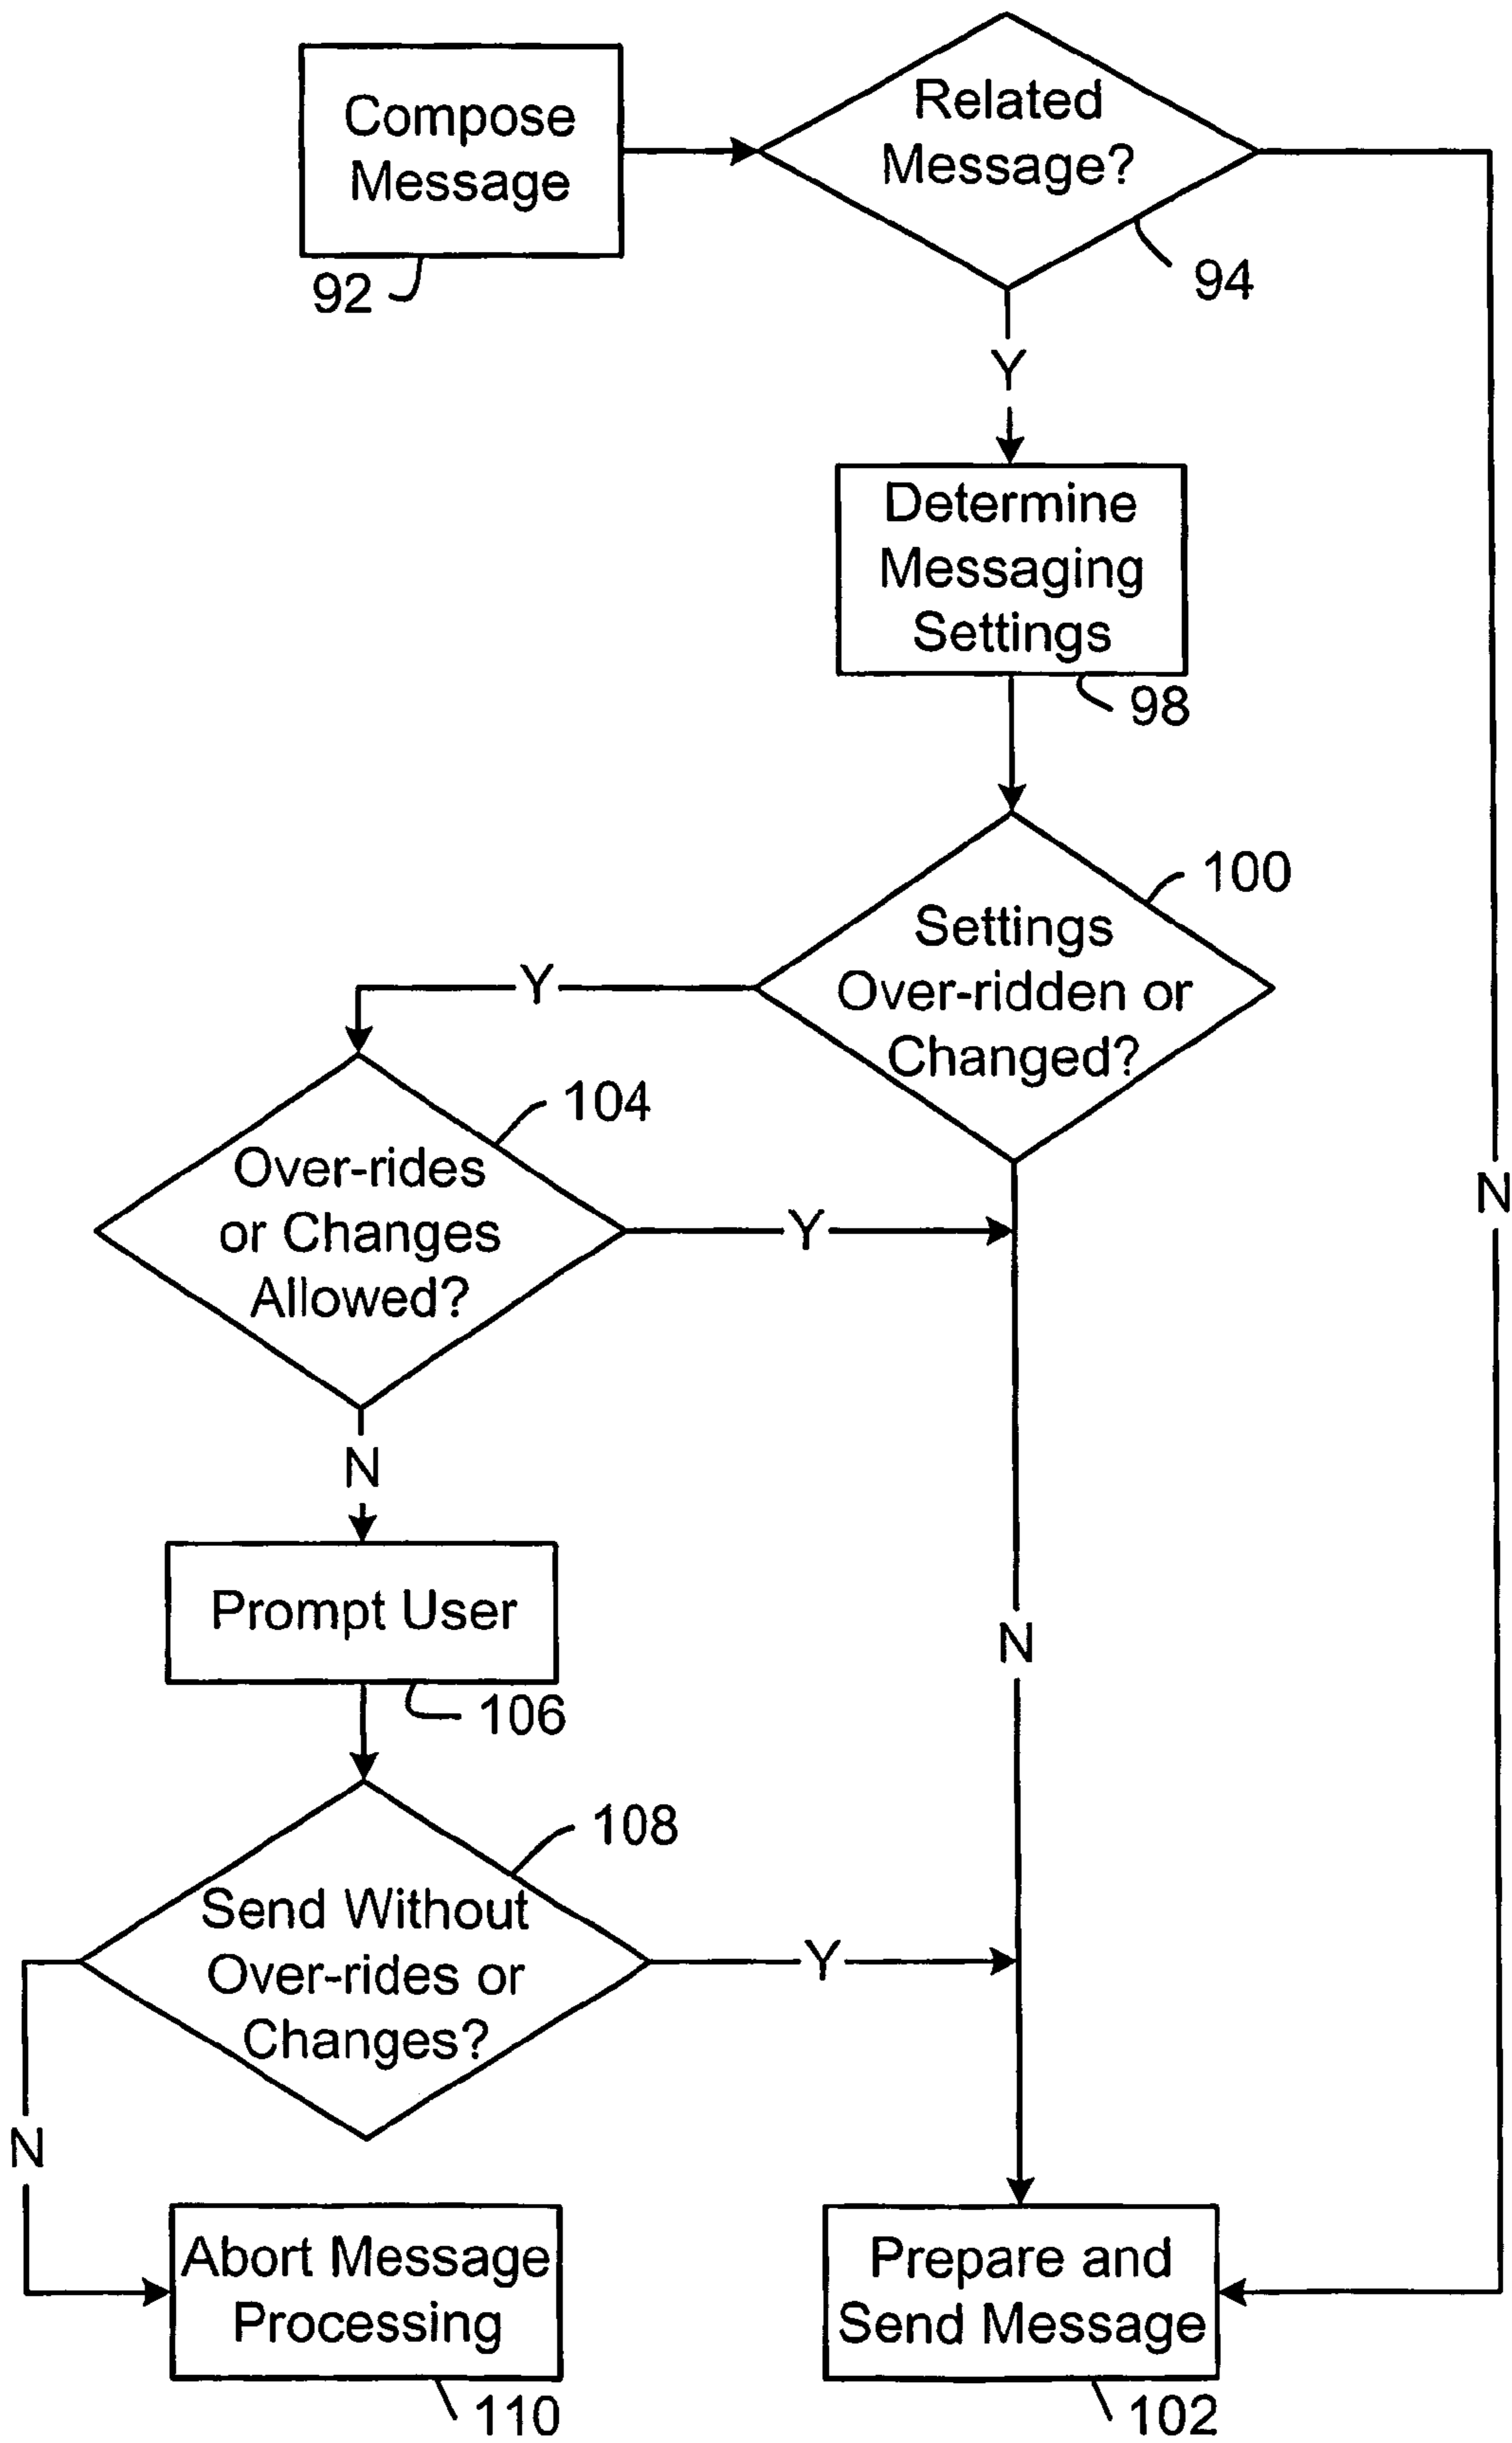 Compose
Message
92
Related
Message?
94
Y
N
Determine
Messaging
Settings
98
100
Settings
Over-ridden or
Changed?
Y
104
Over-rides
or Changes
Allowed?
Y
N
Prompt User
106
N
108
Send Without
Over-rides or
Changes?
Y
N
Abort Message
Processing
110
Prepare and
Send Message
102